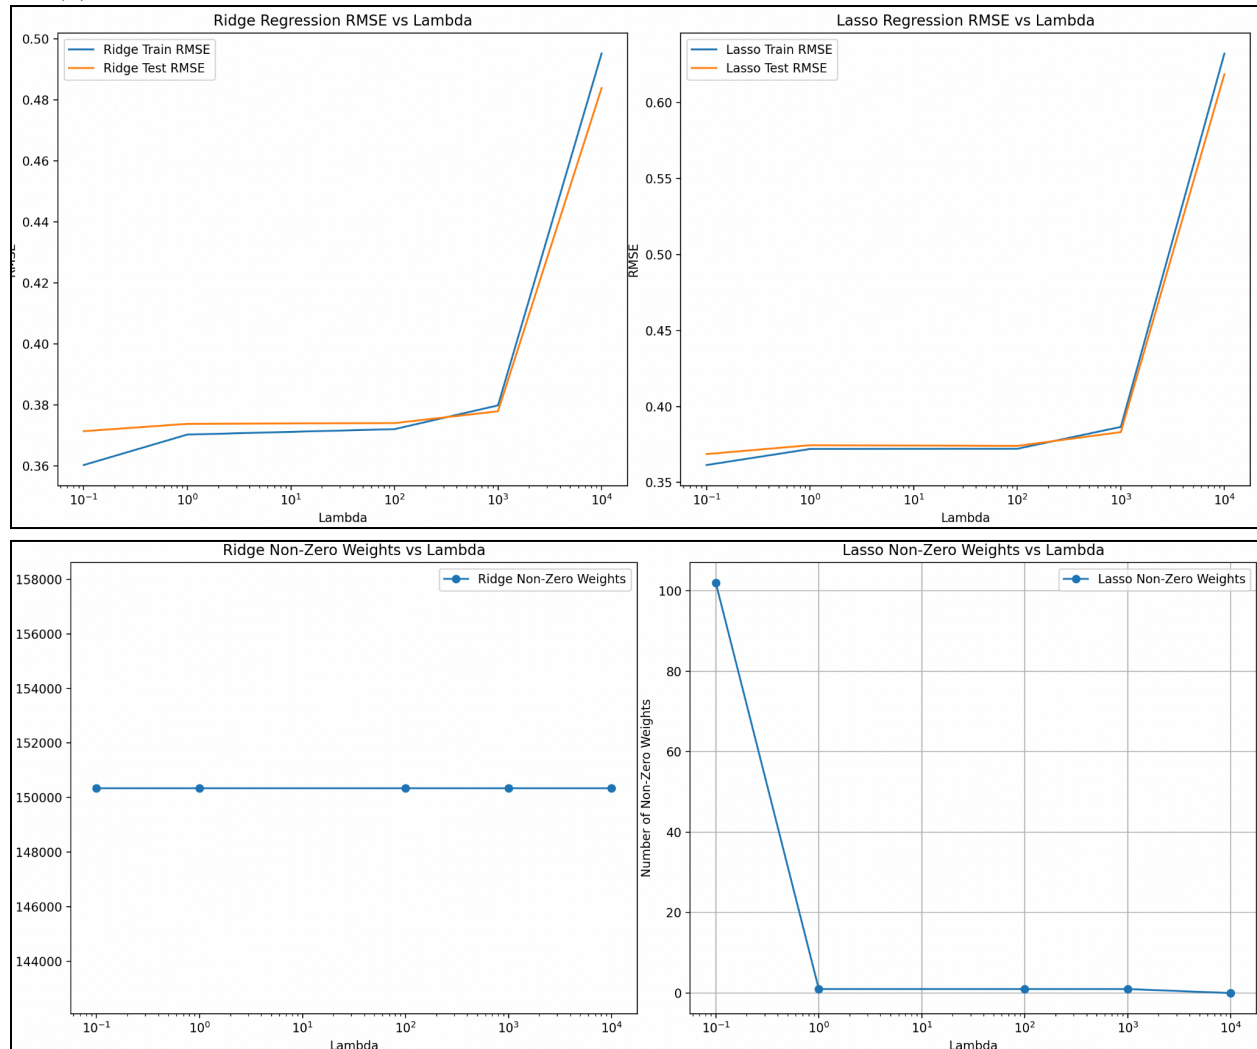 Ridge Regression RMSE vs Lambda
Ridge Train RMSE
Ridge Test RMSE
0.50
0.48
0.46
0.44
0.42
0.40
0.38
0.36
RMSE
10⁻¹ 10⁰ 10¹ 10² 10³ 10⁴
Lambda
Lasso Regression RMSE vs Lambda
Lasso Train RMSE
Lasso Test RMSE
0.60
0.55
0.50
0.45
0.40
0.35
RMSE
10⁻¹ 10⁰ 10¹ 10² 10³ 10⁴
Lambda
Ridge Non-Zero Weights vs Lambda
Ridge Non-Zero Weights
158000
156000
154000
152000
150000
148000
146000
144000
10⁻¹ 10⁰ 10¹ 10² 10³ 10⁴
Lambda
Lasso Non-Zero Weights vs Lambda
Lasso Non-Zero Weights
100
80
60
40
20
0
Number of Non-Zero Weights
10⁻¹ 10⁰ 10¹ 10² 10³ 10⁴
Lambda